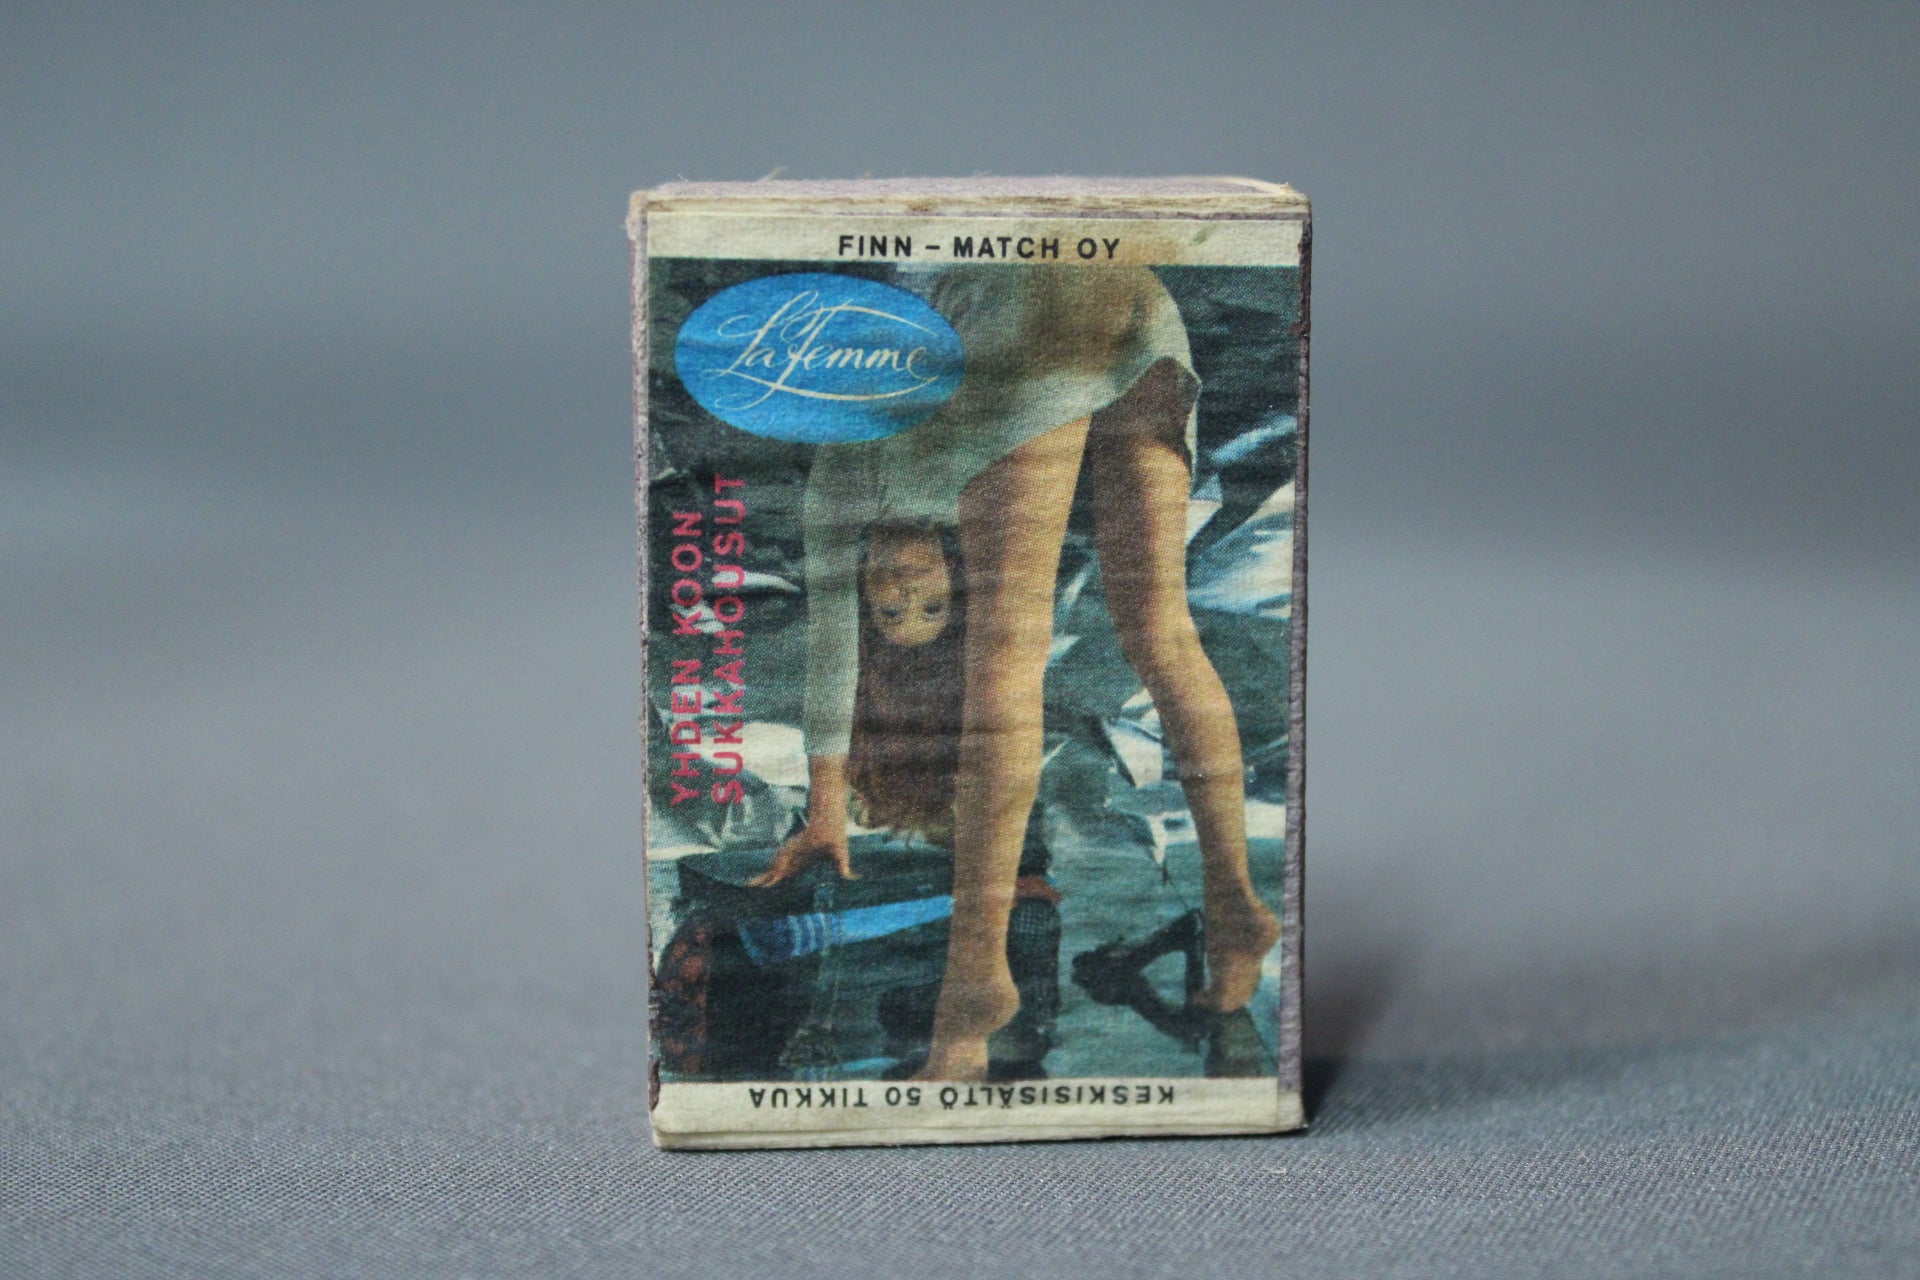 FINN – MATCH OY
La Femme
YHDEN KOON
SUKKAHOUSUT
KESKISISÄLTÖ 50 TIKKUA